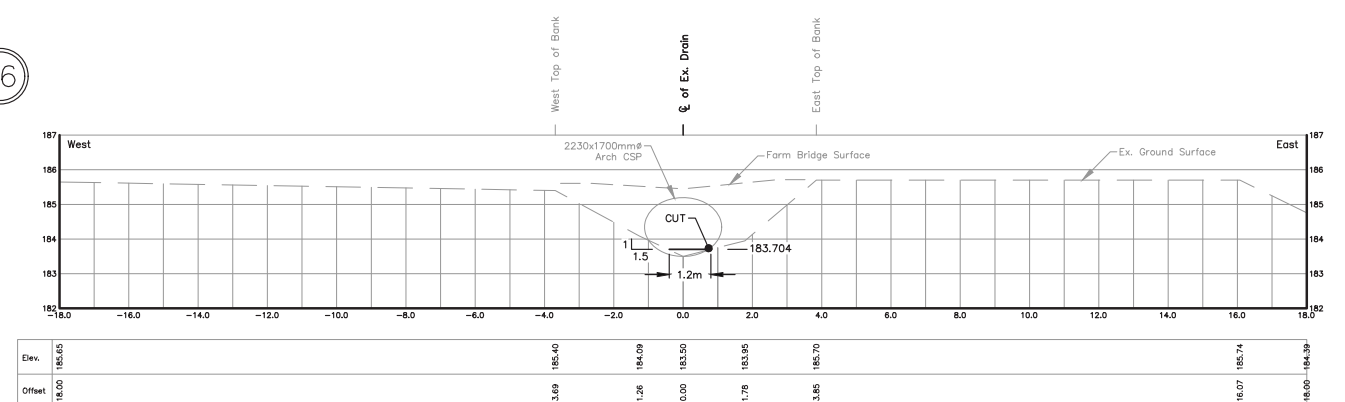 6
West Top of Bank
℄ of Ex. Drain
East Top of Bank
187
187
West
East
2230x1700mmø
Arch CSP
Farm Bridge Surface
Ex. Ground Surface
186
186
185
185
CUT
184
184
1
1.5
183.704
1.2m
183
183
182
182
-18.0 -16.0 -14.0 -12.0 -10.0 -8.0 -6.0 -4.0 -2.0 0.0 2.0 4.0 6.0 8.0 10.0 12.0 14.0 16.0 18.0
Elev. 185.65 185.40 184.09 183.50 183.95 185.70 185.74 184.39
Offset 18.00 3.69 1.26 0.00 1.78 3.85 16.07 18.00